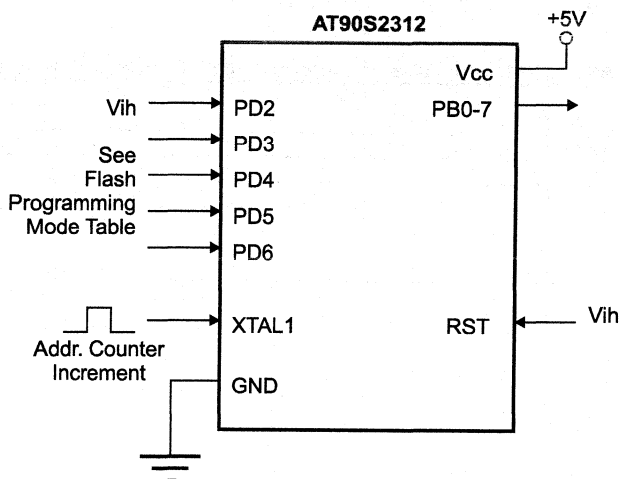 AT90S2312
+5V
Vcc
Vih
PD2
PB0-7
PD3
See
Flash
Programming
Mode Table
PD4
PD5
PD6
XTAL1
RST
Vih
Addr. Counter
Increment
GND